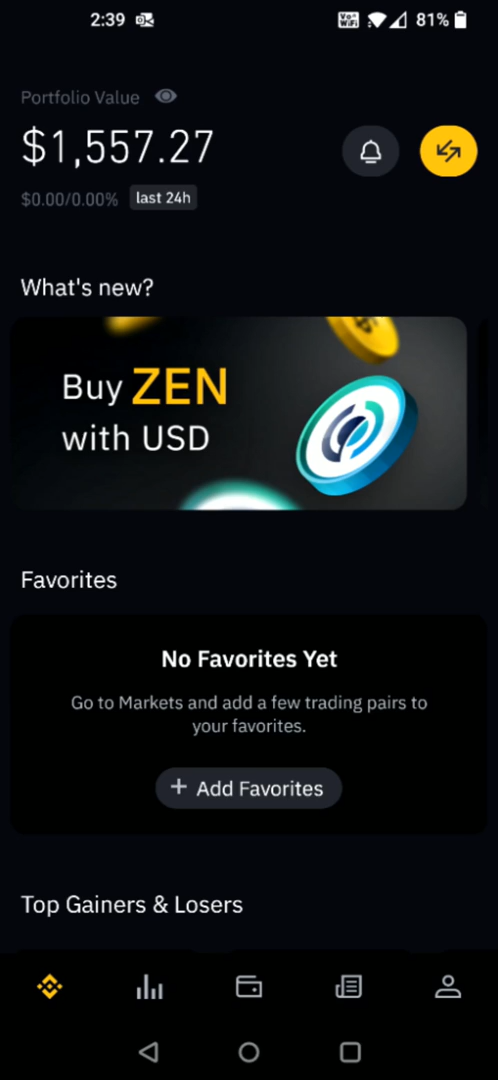 2:39
Vo
WiFi
81%
Portfolio Value
$1,557.27
$0.00/0.00%
last 24h
What's new?
Buy ZEN
with USD
Favorites
No Favorites Yet
Go to Markets and add a few trading pairs to
your favorites.
+ Add Favorites
Top Gainers & Losers